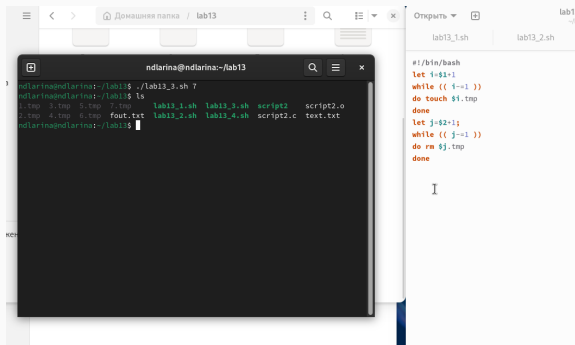 Домашняя папка / lab13
Открыть
lab1
lab13_1.sh lab13_2.sh
ndlarina@ndlarina:~/lab13
ndlarina@ndlarina:~/lab13$ ./lab13_3.sh 7
ndlarina@ndlarina:~/lab13$ ls
1.tmp 3.tmp 5.tmp 7.tmp lab13_1.sh lab13_3.sh script2 script2.o
2.tmp 4.tmp 6.tmp fout.txt lab13_2.sh lab13_4.sh script2.c text.txt
ndlarina@ndlarina:~/lab13$
#!/bin/bash
let i=$1+1
while (( i-=1 ))
do touch $i.tmp
done
let j=$2+1;
while (( j-=1 ))
do rm $j.tmp
done